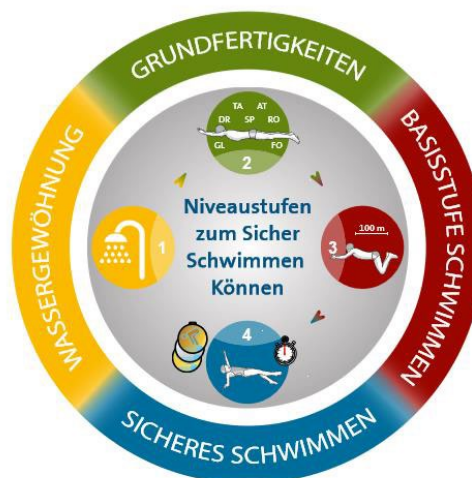 GRUNDFERTIGKEITEN
WASSERGEWÖHNUNG
BASISSTUFE SCHWIMMEN
SICHERES SCHWIMMEN
TA AT
DR SP RO
GL FO
2
1
Niveaustufen
zum Sicher
Schwimmen
Können
100 m
3
4